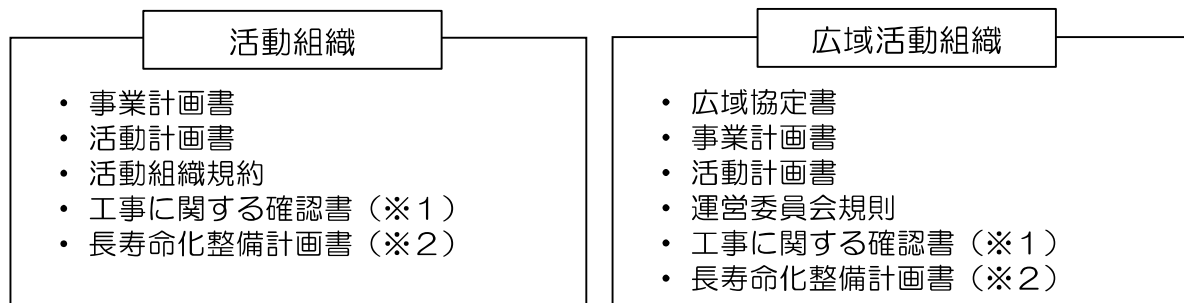 活動組織
・ 事業計画書
・ 活動計画書
・ 活動組織規約
・ 工事に関する確認書（※１）
・ 長寿命化整備計画書（※２）
広域活動組織
・ 広域協定書
・ 事業計画書
・ 活動計画書
・ 運営委員会規則
・ 工事に関する確認書（※１）
・ 長寿命化整備計画書（※２）